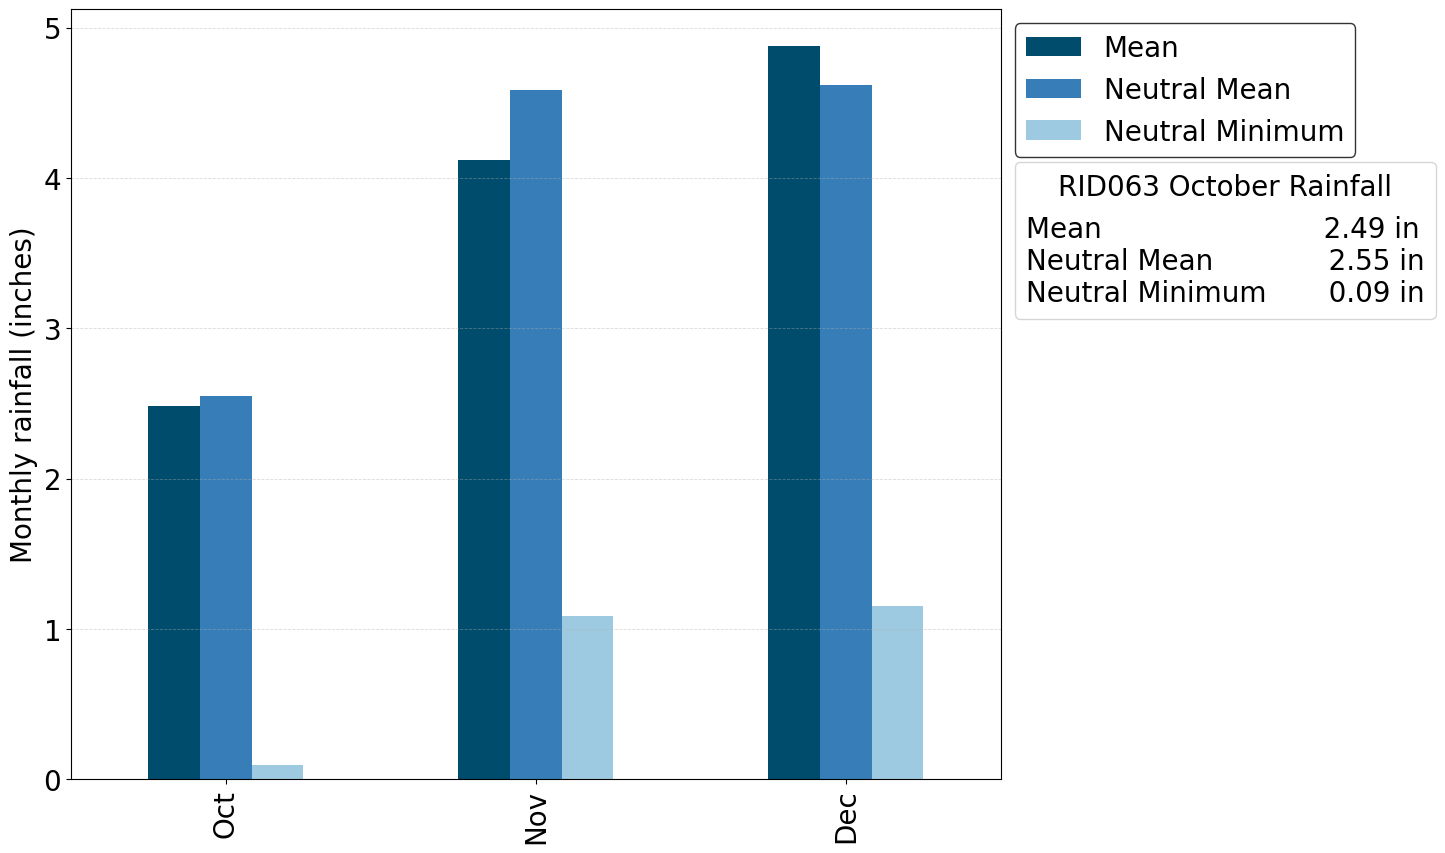 Monthly rainfall (inches)
5
4
3
2
1
0
Oct
Nov
Dec
Mean
Neutral Mean
Neutral Minimum
RID063 October Rainfall
Mean 2.49 in
Neutral Mean 2.55 in
Neutral Minimum 0.09 in